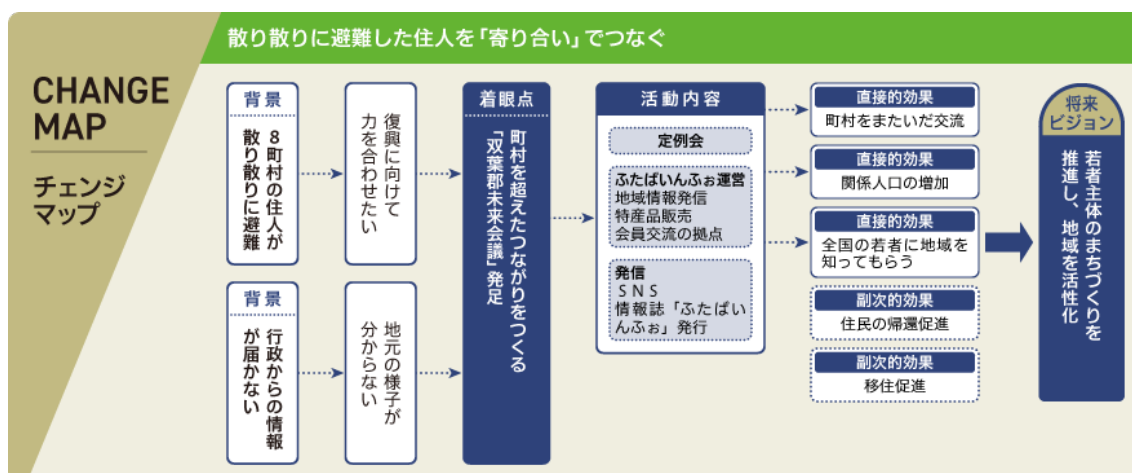 散り散りに避難した住人を「寄り合い」でつなぐ
CHANGE
MAP
チェンジ
マップ
背景
8町村の住人が
散り散りに避難
復興に向けて
力を合わせたい
背景
行政からの情報
が届かない
地元の様子が
分からない
着眼点
町村を超えたつながりをつくる
「双葉郡未来会議」発足
活動内容
定例会
ふたばいんふぉ運営
地域情報発信
特産品販売
会員交流の拠点
発信
ＳＮＳ
情報誌「ふたばい
んふぉ」発行
直接的効果
町村をまたいだ交流
直接的効果
関係人口の増加
直接的効果
全国の若者に地域を
知ってもらう
副次的効果
住民の帰還促進
副次的効果
移住促進
将来
ビジョン
若者主体のまちづくりを
推進し、地域を活性化